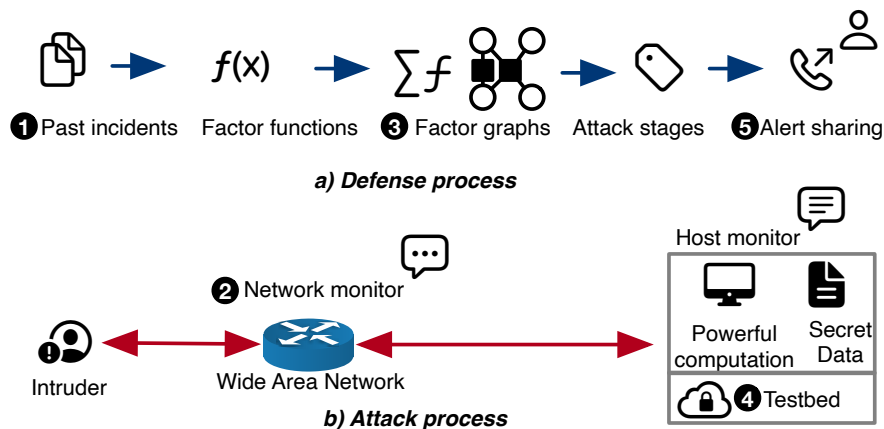 f(x)
∑ f
1 Past incidents
Factor functions
3 Factor graphs
Attack stages
5 Alert sharing
a) Defense process
Host monitor
2 Network monitor
Powerful
computation
Secret
Data
!
Intruder
Wide Area Network
4 Testbed
b) Attack process